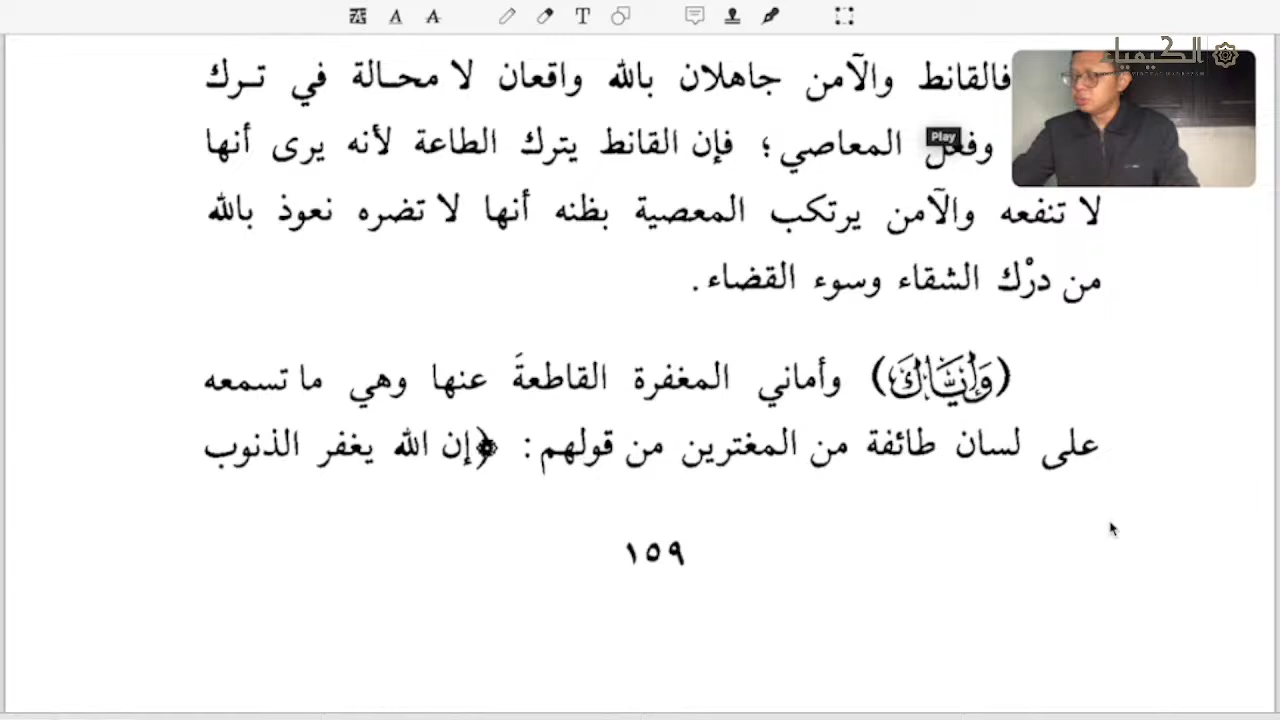 الكيمياء
فالقانط والآمن جاهلان بالله واقعان لا محالة في ترك
Play
وفعل المعاصي؛ فإن القانط يترك الطاعة لأنه يرى أنها
لا تنفعه والآمن يرتكب المعصية بظنه أنها لا تضره نعوذ بالله
من درْك الشقاء وسوء القضاء.
(وَإِيَّاكَ) وأماني المغفرة القاطعةَ عنها وهي ما تسمعه
على لسان طائفة من المغترين من قولهم: ﴿إن الله يغفر الذنوب
١٥٩